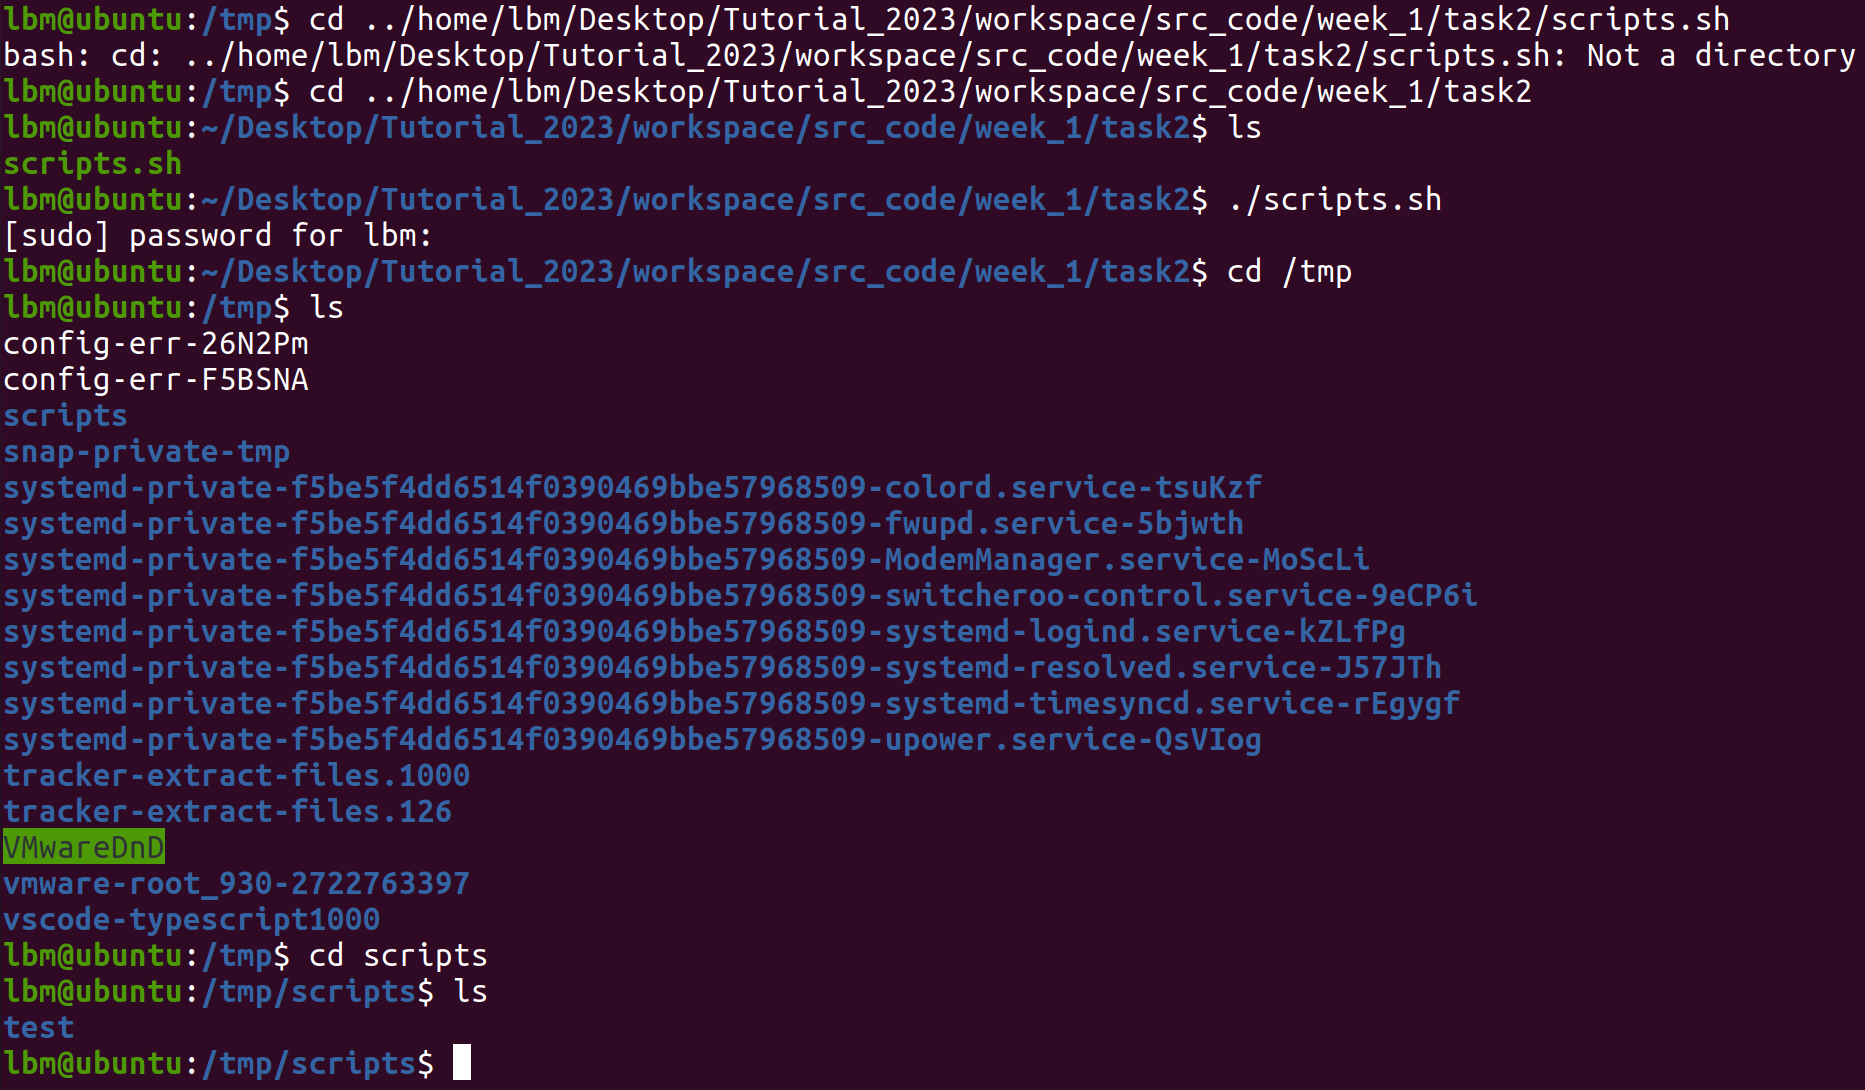 lbm@ubuntu:/tmp$ cd ../home/lbm/Desktop/Tutorial_2023/workspace/src_code/week_1/task2/scripts.sh
bash: cd: ../home/lbm/Desktop/Tutorial_2023/workspace/src_code/week_1/task2/scripts.sh: Not a directory
lbm@ubuntu:/tmp$ cd ../home/lbm/Desktop/Tutorial_2023/workspace/src_code/week_1/task2
lbm@ubuntu:~/Desktop/Tutorial_2023/workspace/src_code/week_1/task2$ ls
scripts.sh
lbm@ubuntu:~/Desktop/Tutorial_2023/workspace/src_code/week_1/task2$ ./scripts.sh
[sudo] password for lbm:
lbm@ubuntu:~/Desktop/Tutorial_2023/workspace/src_code/week_1/task2$ cd /tmp
lbm@ubuntu:/tmp$ ls
config-err-26N2Pm
config-err-F5BSNA
scripts
snap-private-tmp
systemd-private-f5be5f4dd6514f0390469bbe57968509-colord.service-tsuKzf
systemd-private-f5be5f4dd6514f0390469bbe57968509-fwupd.service-5bjwth
systemd-private-f5be5f4dd6514f0390469bbe57968509-ModemManager.service-MoScLi
systemd-private-f5be5f4dd6514f0390469bbe57968509-switcheroo-control.service-9eCP6i
systemd-private-f5be5f4dd6514f0390469bbe57968509-systemd-logind.service-kZLfPg
systemd-private-f5be5f4dd6514f0390469bbe57968509-systemd-resolved.service-J57JTh
systemd-private-f5be5f4dd6514f0390469bbe57968509-systemd-timesyncd.service-rEgygf
systemd-private-f5be5f4dd6514f0390469bbe57968509-upower.service-QsVIog
tracker-extract-files.1000
tracker-extract-files.126
VMwareDnD
vmware-root_930-2722763397
vscode-typescript1000
lbm@ubuntu:/tmp$ cd scripts
lbm@ubuntu:/tmp/scripts$ ls
test
lbm@ubuntu:/tmp/scripts$